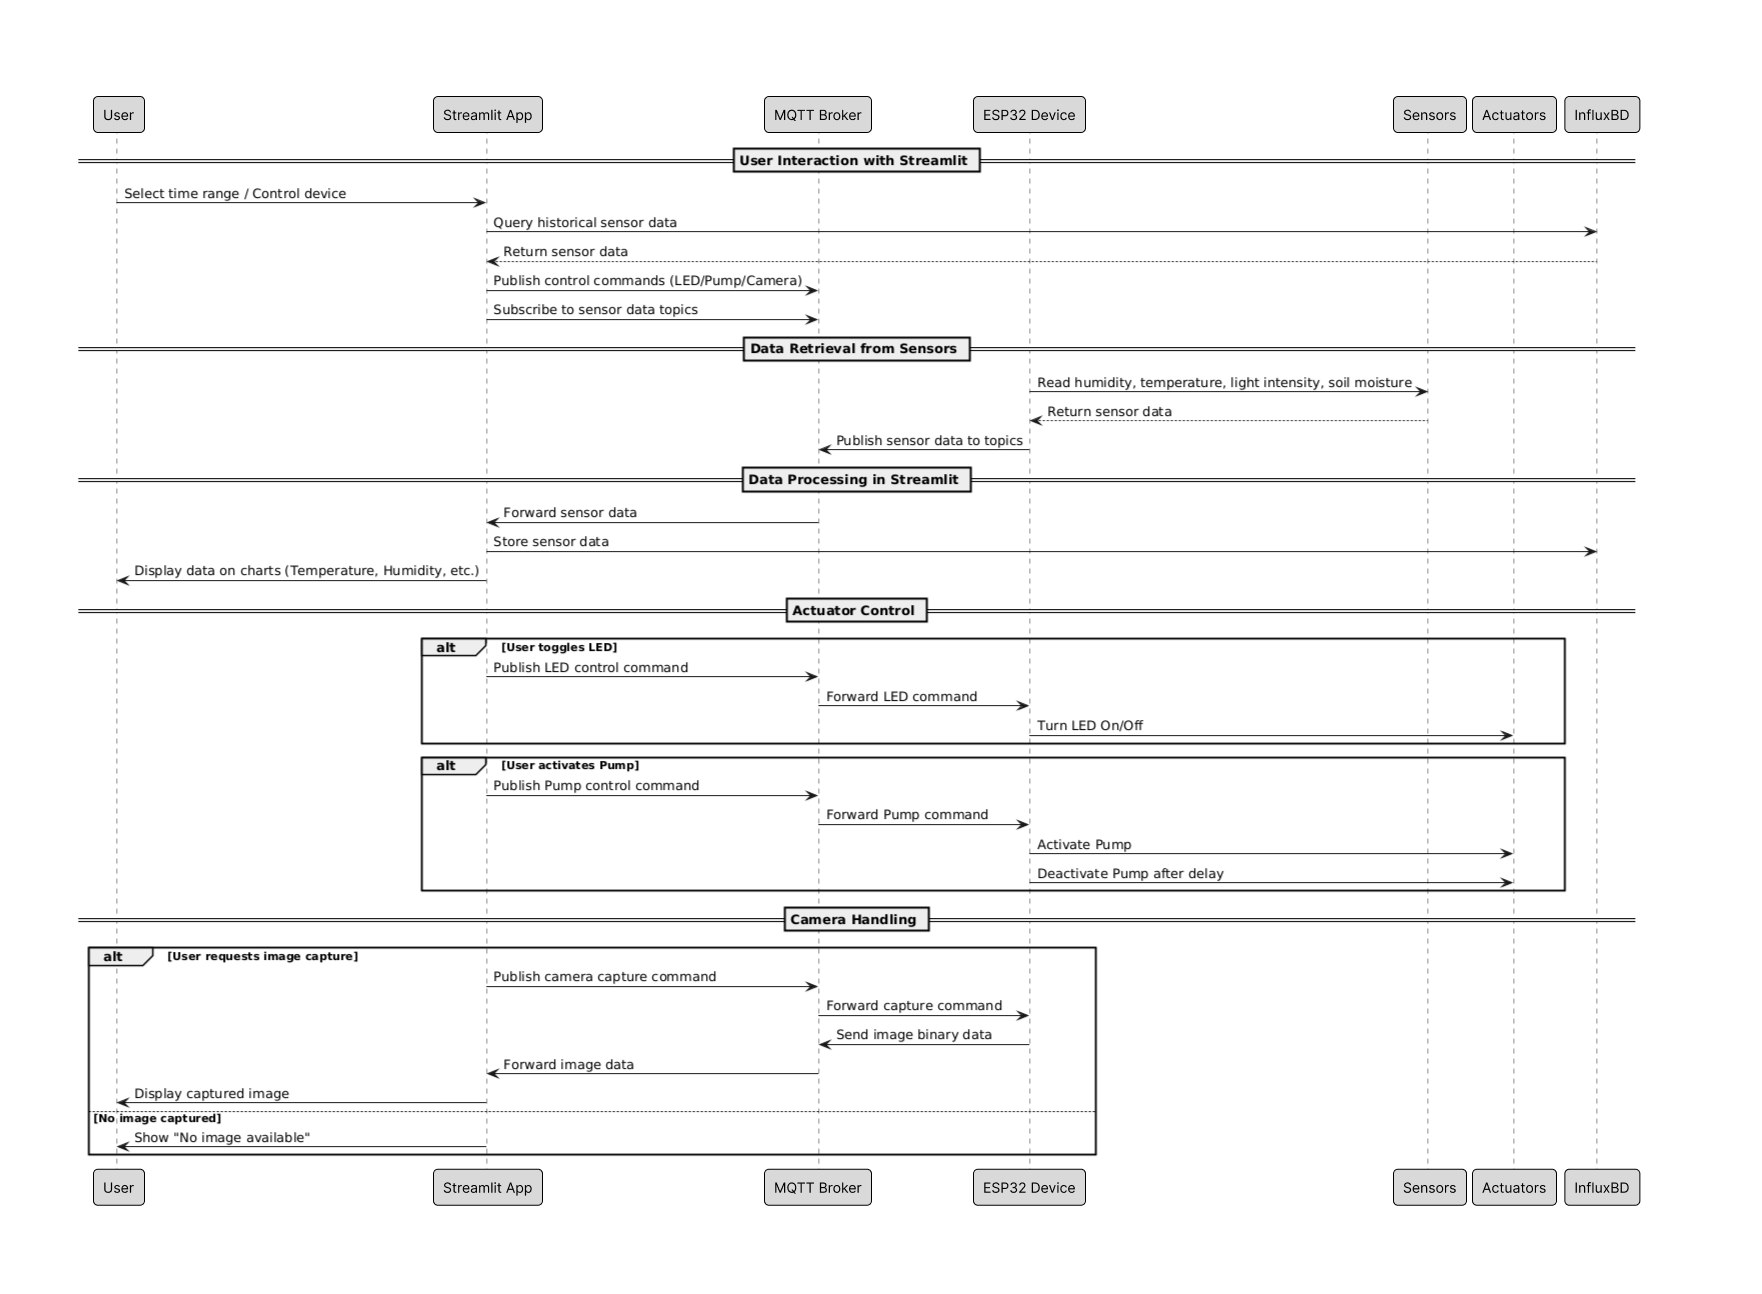 User
Streamlit App
MQTT Broker
ESP32 Device
Sensors
Actuators
InfluxBD
User Interaction with Streamlit
Select time range / Control device
Query historical sensor data
Return sensor data
Publish control commands (LED/Pump/Camera)
Subscribe to sensor data topics
Data Retrieval from Sensors
Read humidity, temperature, light intensity, soil moisture
Return sensor data
Publish sensor data to topics
Data Processing in Streamlit
Forward sensor data
Store sensor data
Display data on charts (Temperature, Humidity, etc.)
Actuator Control
alt [User toggles LED]
Publish LED control command
Forward LED command
Turn LED On/Off
alt [User activates Pump]
Publish Pump control command
Forward Pump command
Activate Pump
Deactivate Pump after delay
Camera Handling
alt [User requests image capture]
Publish camera capture command
Forward capture command
Send image binary data
Forward image data
Display captured image
[No image captured]
Show "No image available"
User
Streamlit App
MQTT Broker
ESP32 Device
Sensors
Actuators
InfluxBD